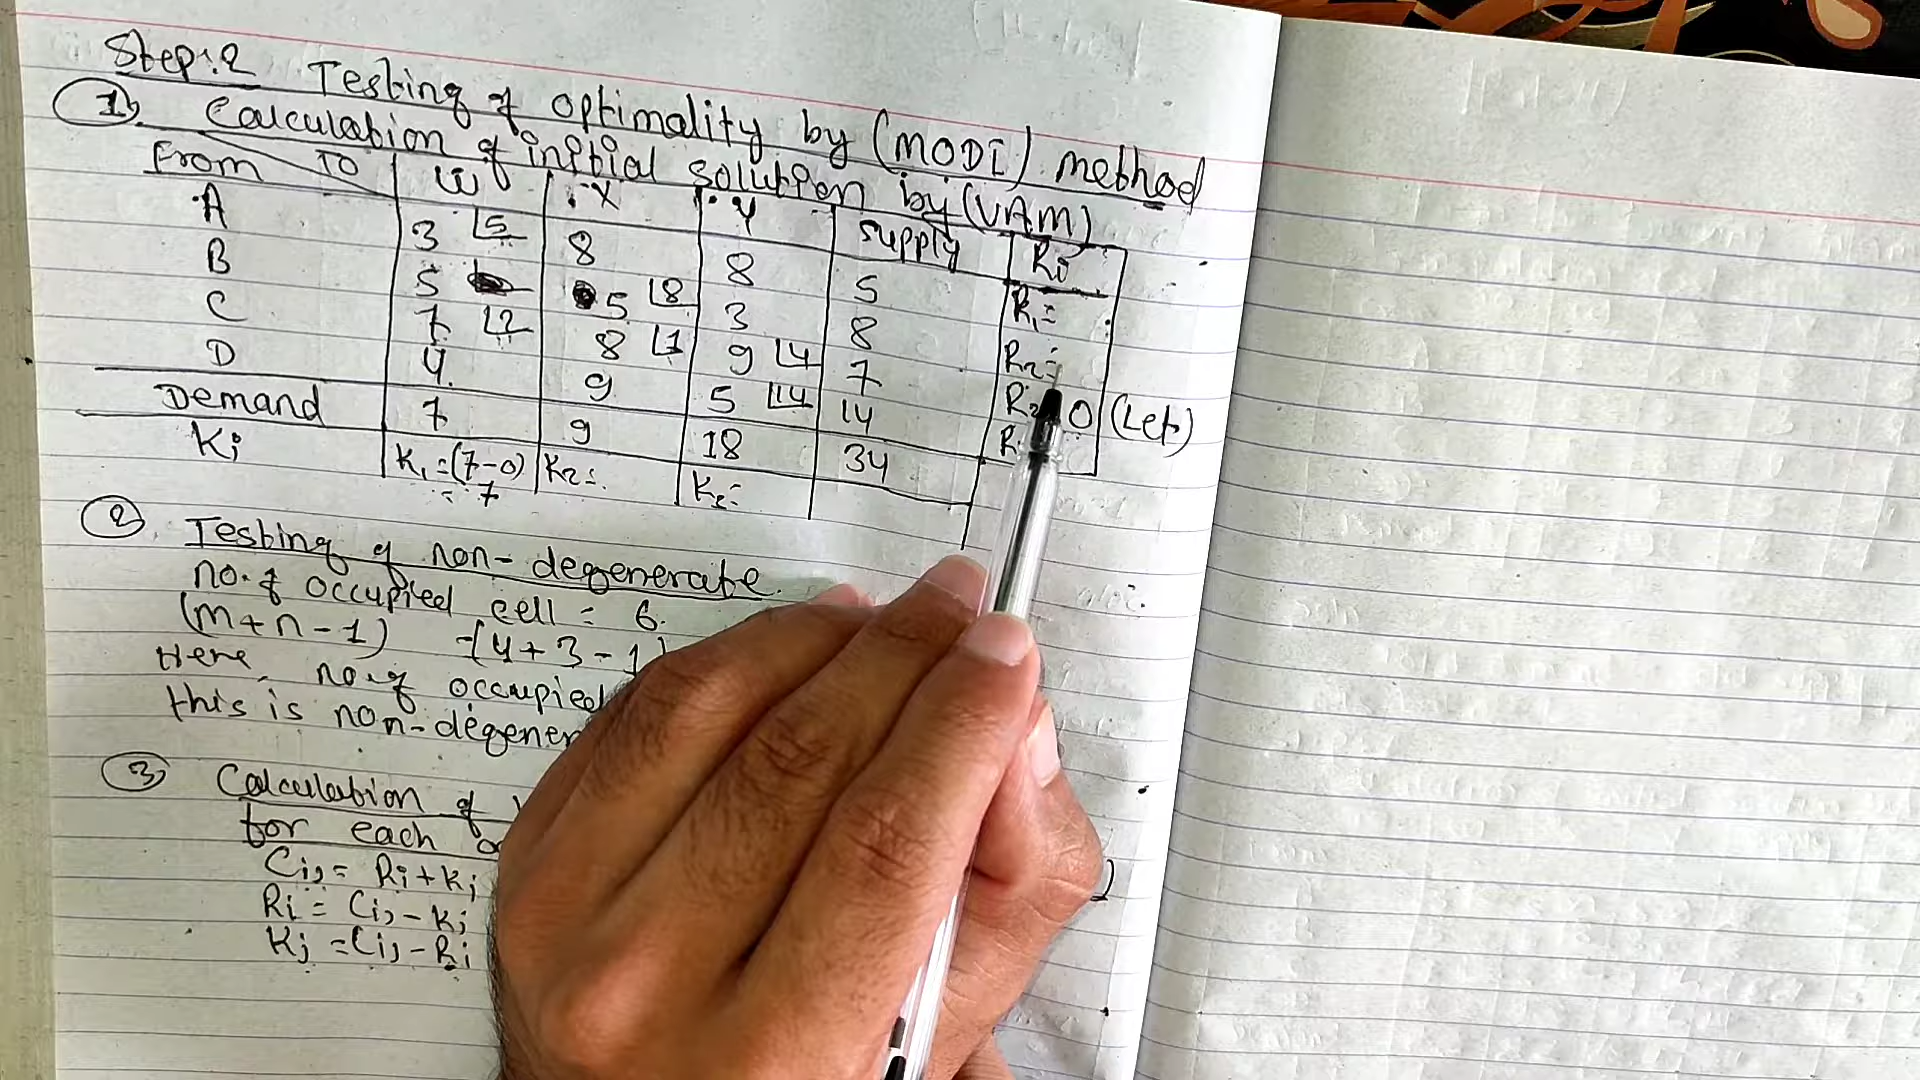 Step:2 Testing of optimality by (MODI) method
1) Calculation of initial solution by (VAM)
From TO W X Y Supply Ri
A 3 5 8 8 5 R1=
B 5 5 8 3 8 R2=
C 7 2 8 1 9 4 7 0 (Let)
D 4 9 5 14 14
Demand 7 9 18 34
Kj K1=(7-0) K2= K3=
= 7
2 Testing of non-degenerate.
no. of occupied cell = 6.
(m+n-1) (4+3-1)
Here, no. of occupied
this is
3) Calculation of
for each
Cij = Ri+Kj
Ri = Cij-Kj
Kj = Cij-Ri